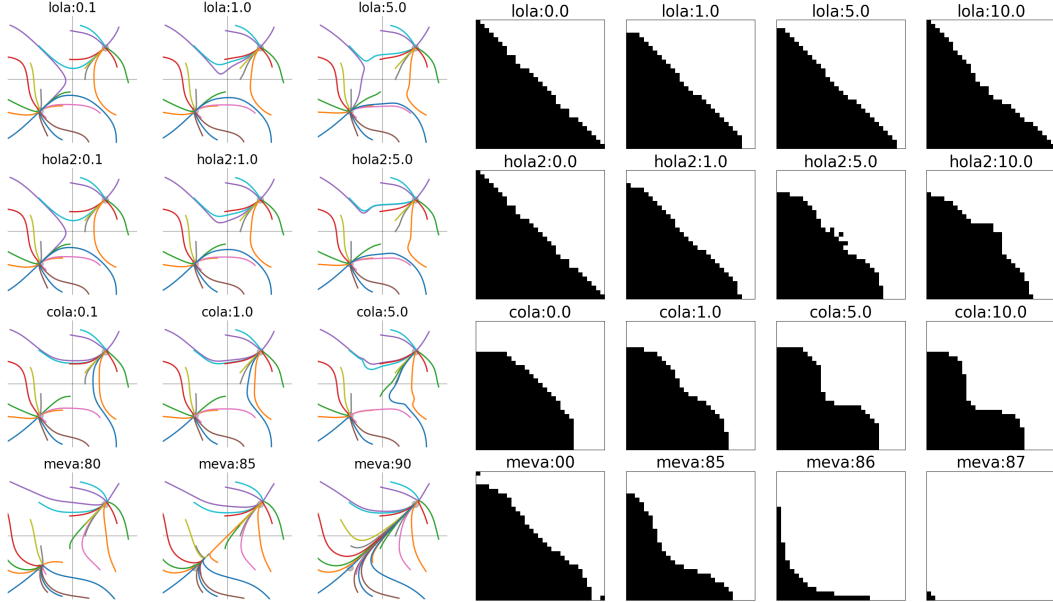 lola:0.1 lola:1.0 lola:5.0 lola:0.0 lola:1.0 lola:5.0 lola:10.0
hola2:0.1 hola2:1.0 hola2:5.0 hola2:0.0 hola2:1.0 hola2:5.0 hola2:10.0
cola:0.1 cola:1.0 cola:5.0 cola:0.0 cola:1.0 cola:5.0 cola:10.0
meva:80 meva:85 meva:90 meva:00 meva:85 meva:86 meva:87